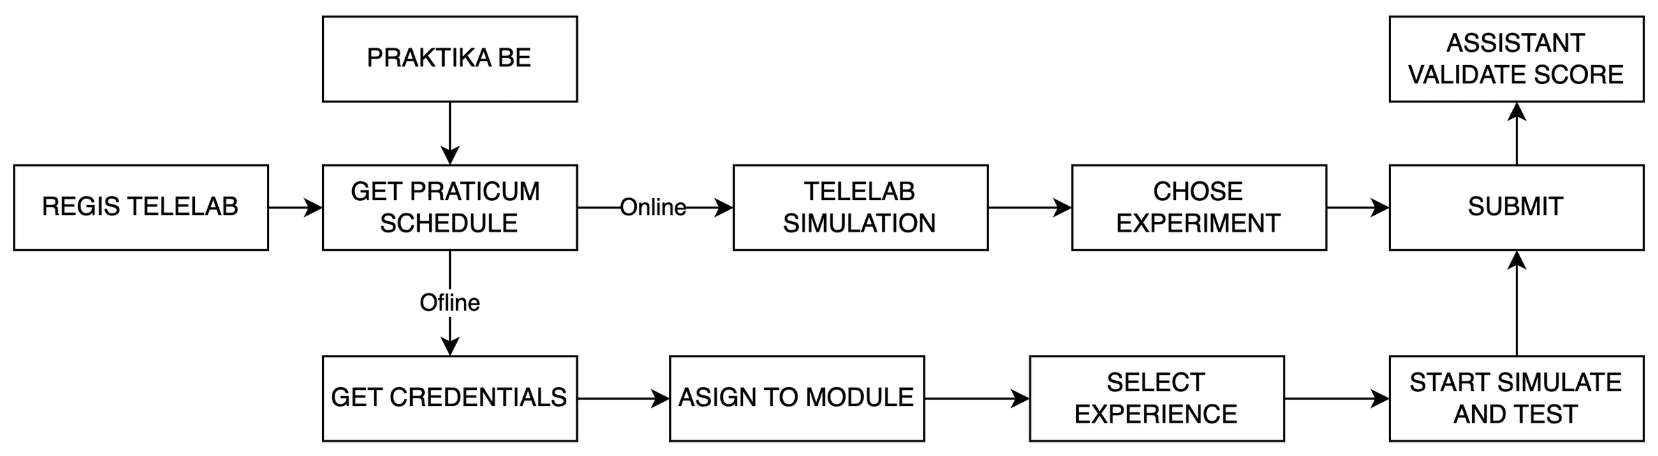 PRAKTIKA BE
ASSISTANT
VALIDATE SCORE
REGIS TELELAB
GET PRATICUM
SCHEDULE
Online
TELELAB
SIMULATION
CHOSE
EXPERIMENT
SUBMIT
Ofline
GET CREDENTIALS
ASIGN TO MODULE
SELECT
EXPERIENCE
START SIMULATE
AND TEST